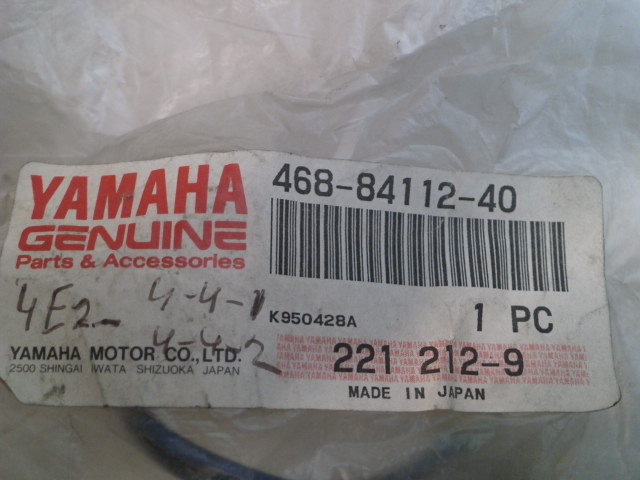 YAMAHA
GENUINE
Parts & Accessories
468-84112-40
4E2- 4-4-1
K950428A
1 PC
4-4-2
YAMAHA MOTOR CO., LTD.
2500 SHINGAI IWATA SHIZUOKA JAPAN
221 212-9
MADE IN JAPAN